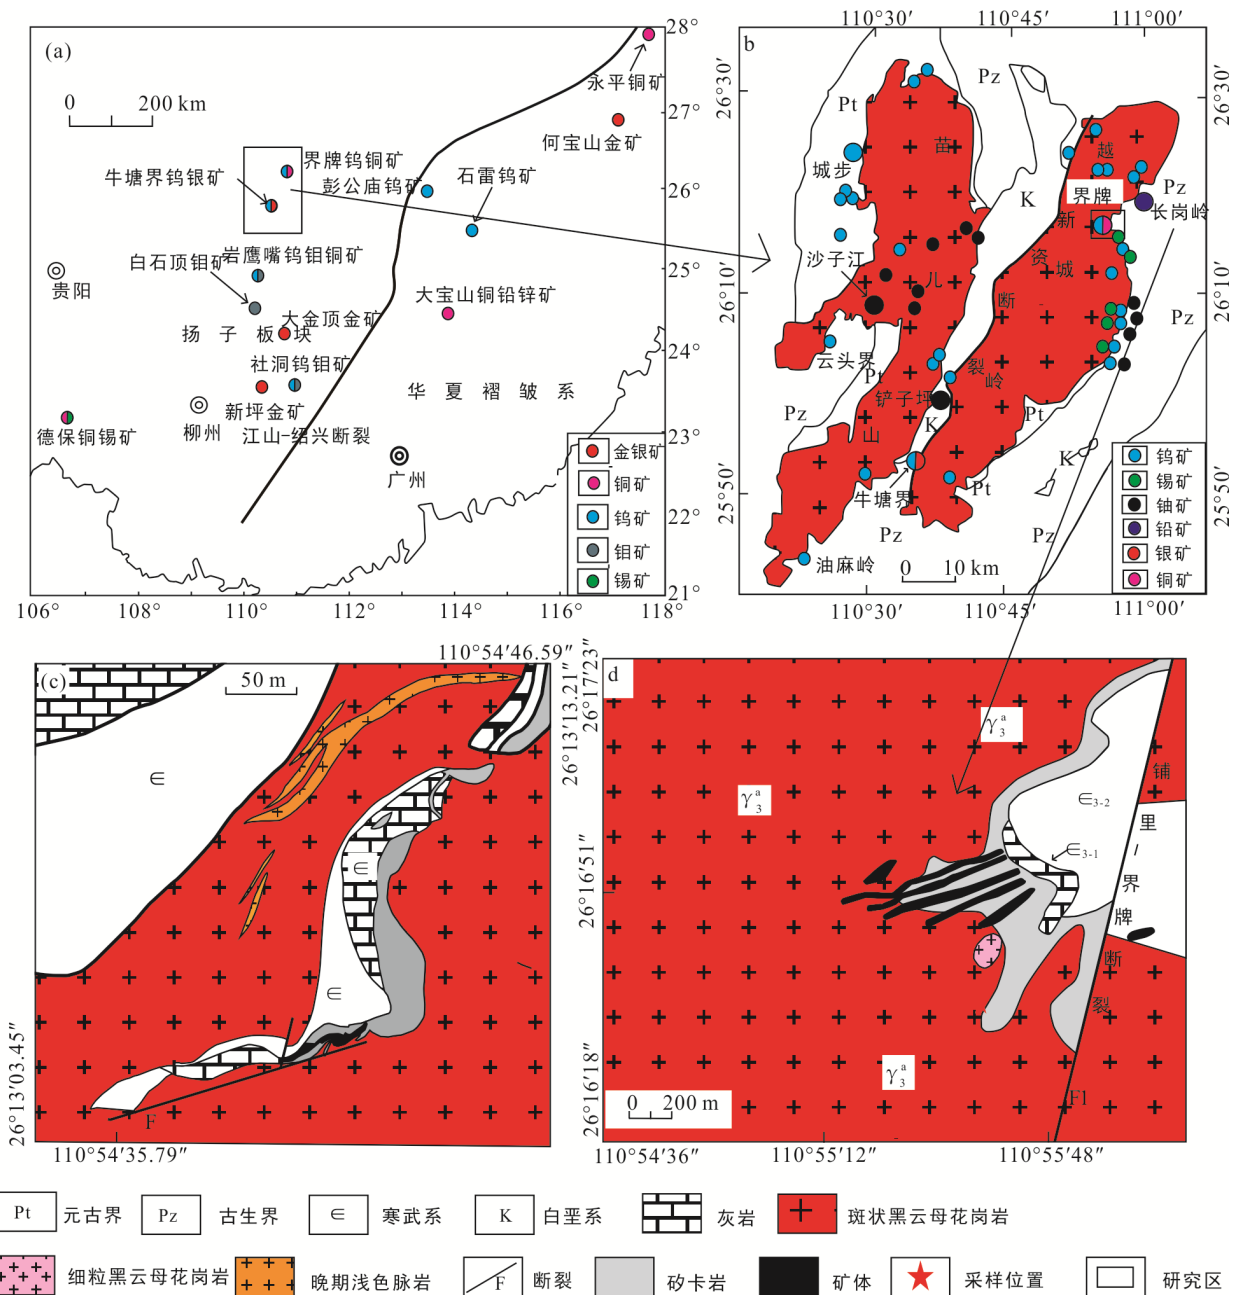 (a)
0 200 km
28°
永平铜矿
27°
何宝山金矿
界牌钨铜矿
牛塘界钨银矿
彭公庙钨矿
石雷钨矿
26°
岩鹰嘴钨钼铜矿
白石顶钼矿
25°
贵阳
大宝山铜铅锌矿
大金顶金矿
扬子板块
24°
社洞钨钼矿
华夏褶皱系
新坪金矿
柳州
德保铜锡矿
江山-绍兴断裂
23°
广州
金银矿
铜矿
钨矿
22°
钼矿
锡矿
21°
106° 108° 110° 112° 114° 116° 118°
110°30′ 110°45′ 111°00′
b
26°30′
26°30′
Pz
Pt
苗
越
城步
界牌
Pz
K
长岗岭
新
沙子江
资
城
26°10′
26°10′
儿
断
Pz
云头界
Pt
裂
岭
铲子坪
Pz
Pt
K
山
K
牛塘界
Pt
25°50′
25°50′
Pz
Pz
油麻岭
0 10 km
钨矿
锡矿
铀矿
铅矿
银矿
铜矿
110°30′ 110°45′ 111°00′
110°54′46.59″
(c)
50 m
26°13′13.21″
∈
∈
∈
F
26°13′03.45″
110°54′35.79″
d
26°17′23″
γ₃ᵃ
铺
γ₃ᵃ
∈3-2
里
∈3-1
界
26°16′51″
牌
断
裂
26°16′18″
γ₃ᵃ
F1
0 200 m
110°54′36″ 110°55′12″ 110°55′48″
Pt 元古界 Pz 古生界 ∈ 寒武系 K 白垩系 灰岩 斑状黑云母花岗岩
细粒黑云母花岗岩 晚期浅色脉岩 F 断裂 矽卡岩 矿体 采样位置 研究区